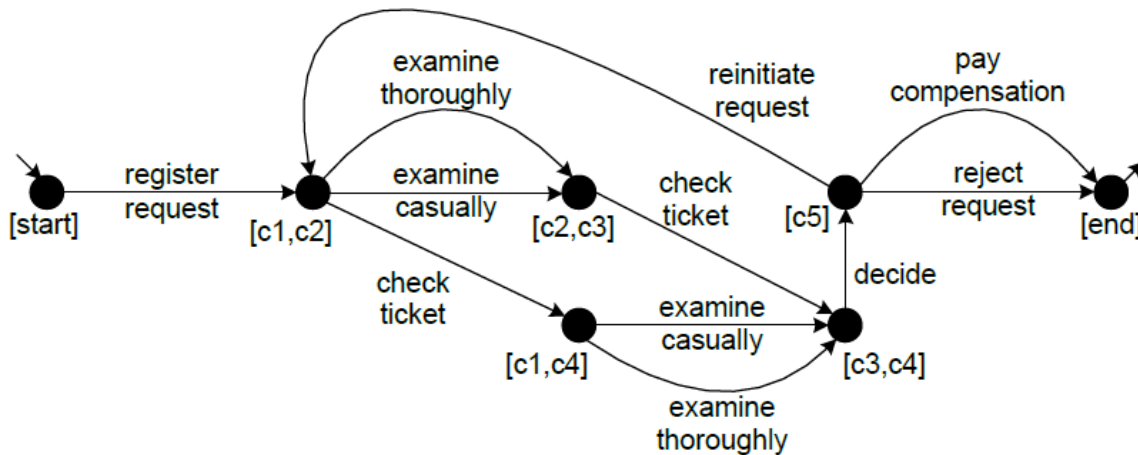 examine
thoroughly
reinitiate
request
pay
compensation
register
request
examine
casually
check
ticket
reject
request
[start]
[c1,c2]
[c2,c3]
[c5]
[end]
check
ticket
decide
examine
casually
[c1,c4]
[c3,c4]
examine
thoroughly